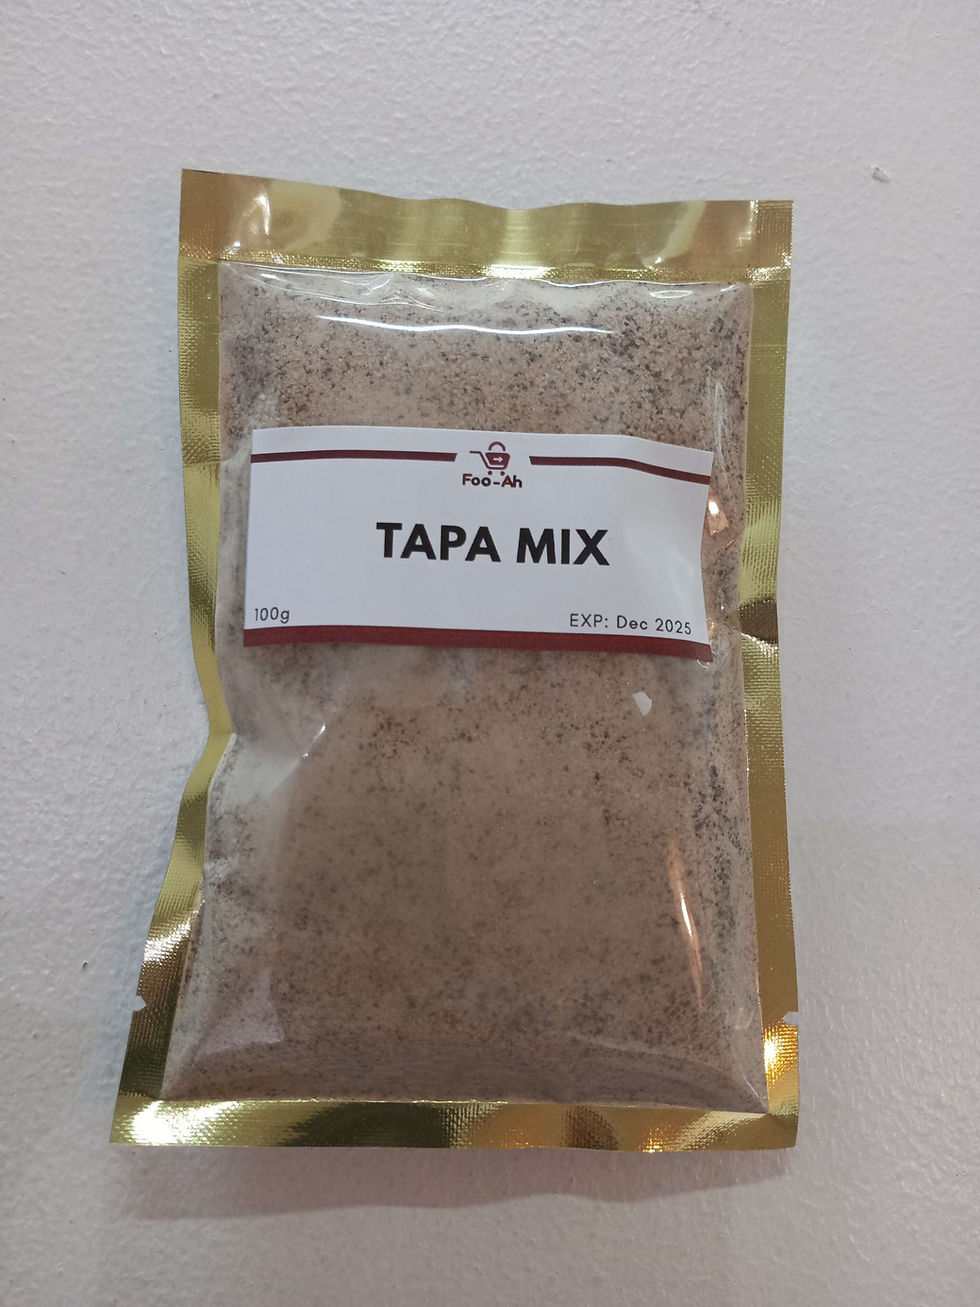 Foo-Ah
TAPA MIX
100g
EXP: Dec 2025